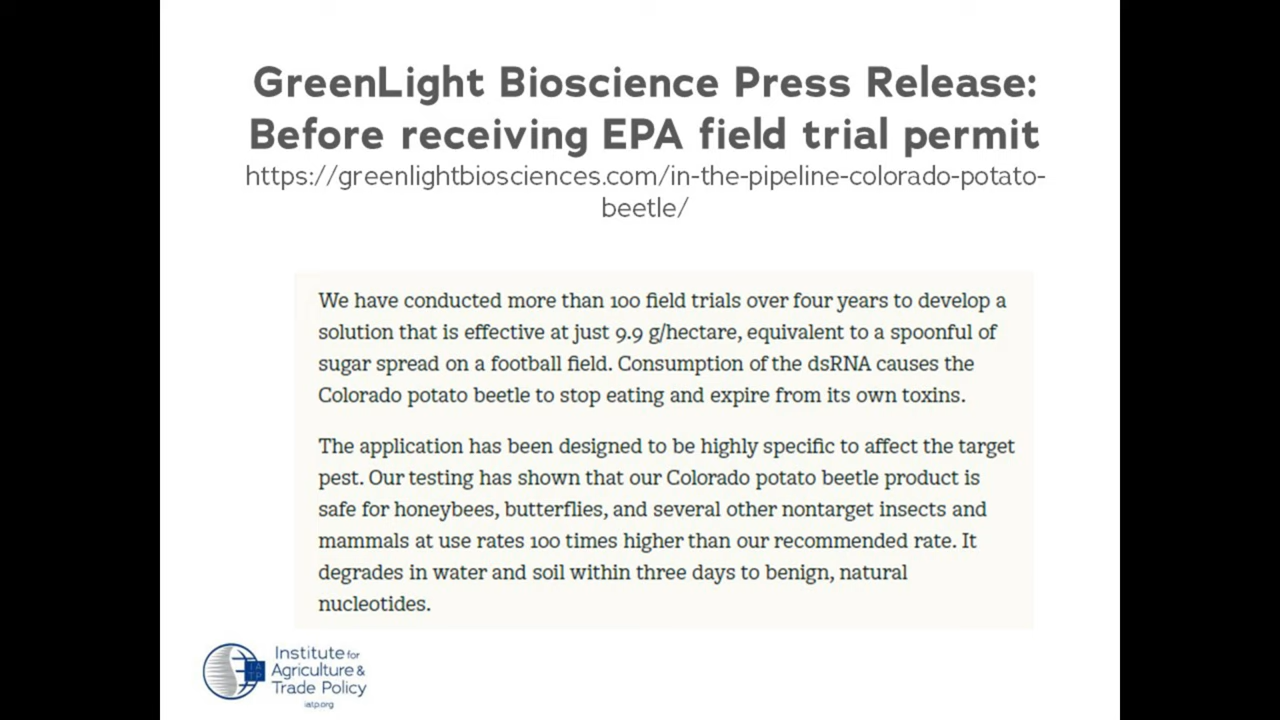 GreenLight Bioscience Press Release:
Before receiving EPA field trial permit
https://greenlightbiosciences.com/in-the-pipeline-colorado-potato-
beetle/
We have conducted more than 100 field trials over four years to develop a
solution that is effective at just 9.9 g/hectare, equivalent to a spoonful of
sugar spread on a football field. Consumption of the dsRNA causes the
Colorado potato beetle to stop eating and expire from its own toxins.
The application has been designed to be highly specific to affect the target
pest. Our testing has shown that our Colorado potato beetle product is
safe for honeybees, butterflies, and several other nontarget insects and
mammals at use rates 100 times higher than our recommended rate. It
degrades in water and soil within three days to benign, natural
nucleotides.
IA
TP
Institute for
Agriculture &
Trade Policy
iatp.org